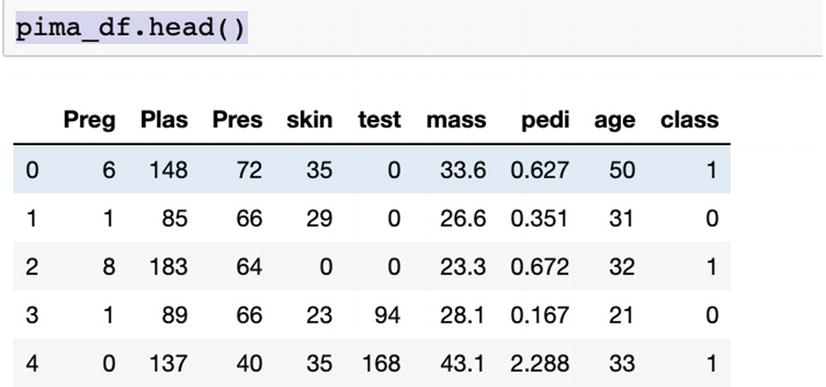 pima_df.head()
Preg Plas Pres skin test mass pedi age class
0 6 148 72 35 0 33.6 0.627 50 1
1 1 85 66 29 0 26.6 0.351 31 0
2 8 183 64 0 0 23.3 0.672 32 1
3 1 89 66 23 94 28.1 0.167 21 0
4 0 137 40 35 168 43.1 2.288 33 1